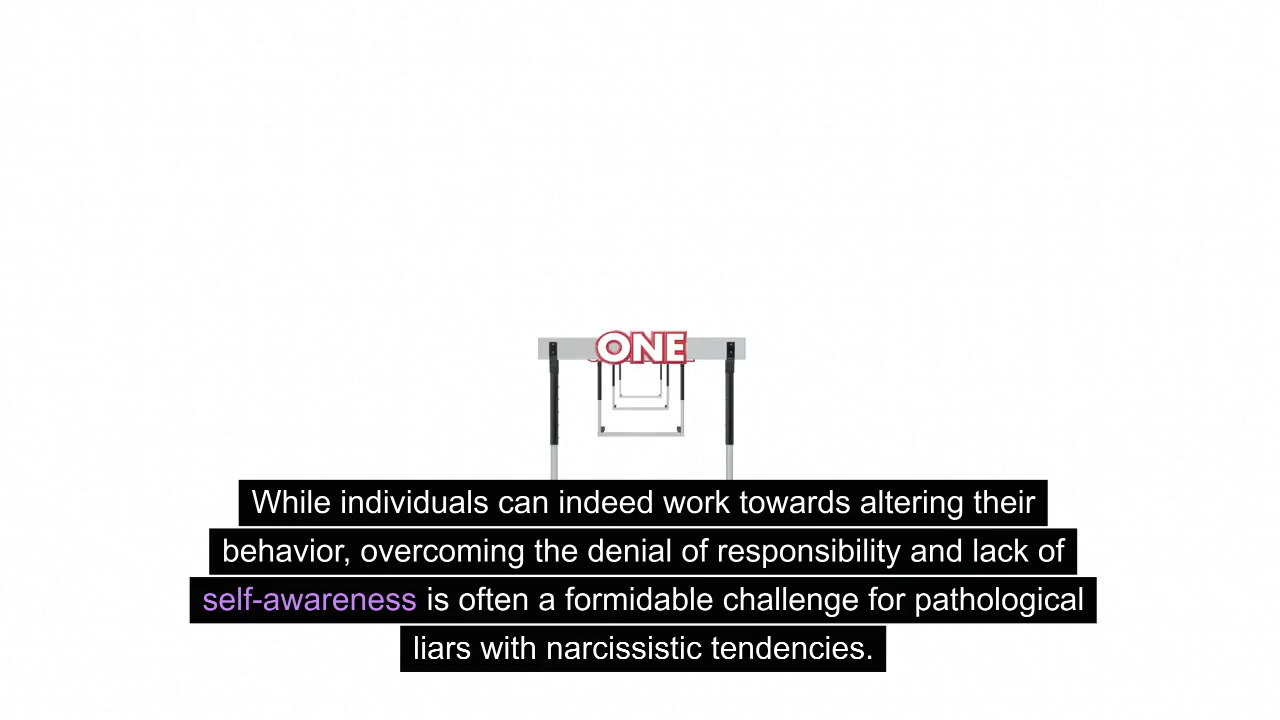 ONE
While individuals can indeed work towards altering their
behavior, overcoming the denial of responsibility and lack of
self-awareness is often a formidable challenge for pathological
liars with narcissistic tendencies.